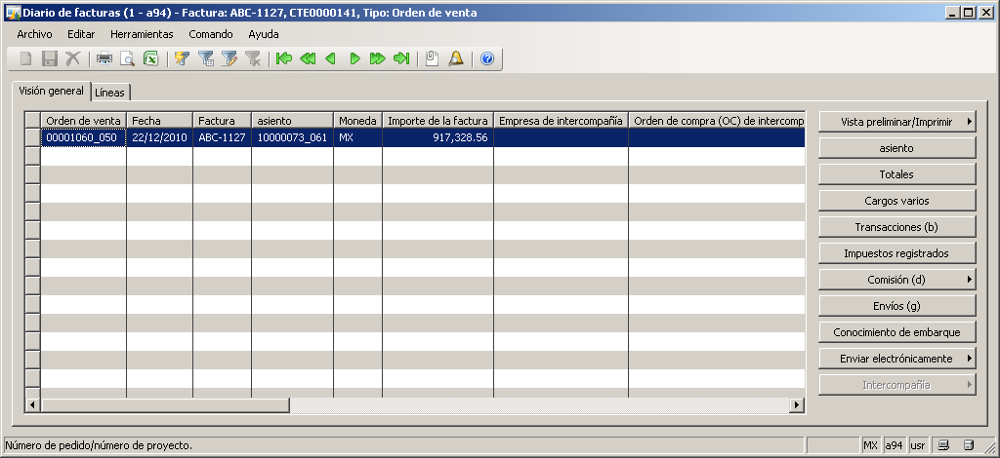 Diario de facturas (1 - a94) - Factura: ABC-1127, CTE0000141, Tipo: Orden de venta
Archivo Editar Herramientas Comando Ayuda
Visión general Líneas
Orden de venta Fecha Factura asiento Moneda Importe de la factura Empresa de intercompañía Orden de compra (OC) de intercomp
00001060_050 22/12/2010 ABC-1127 10000073_061 MX 917,328.56
Vista preliminar/Imprimir
asiento
Totales
Cargos varios
Transacciones (b)
Impuestos registrados
Comisión (d)
Envíos (g)
Conocimiento de embarque
Enviar electrónicamente
Intercompañía
Número de pedido/número de proyecto. MX a94 usr